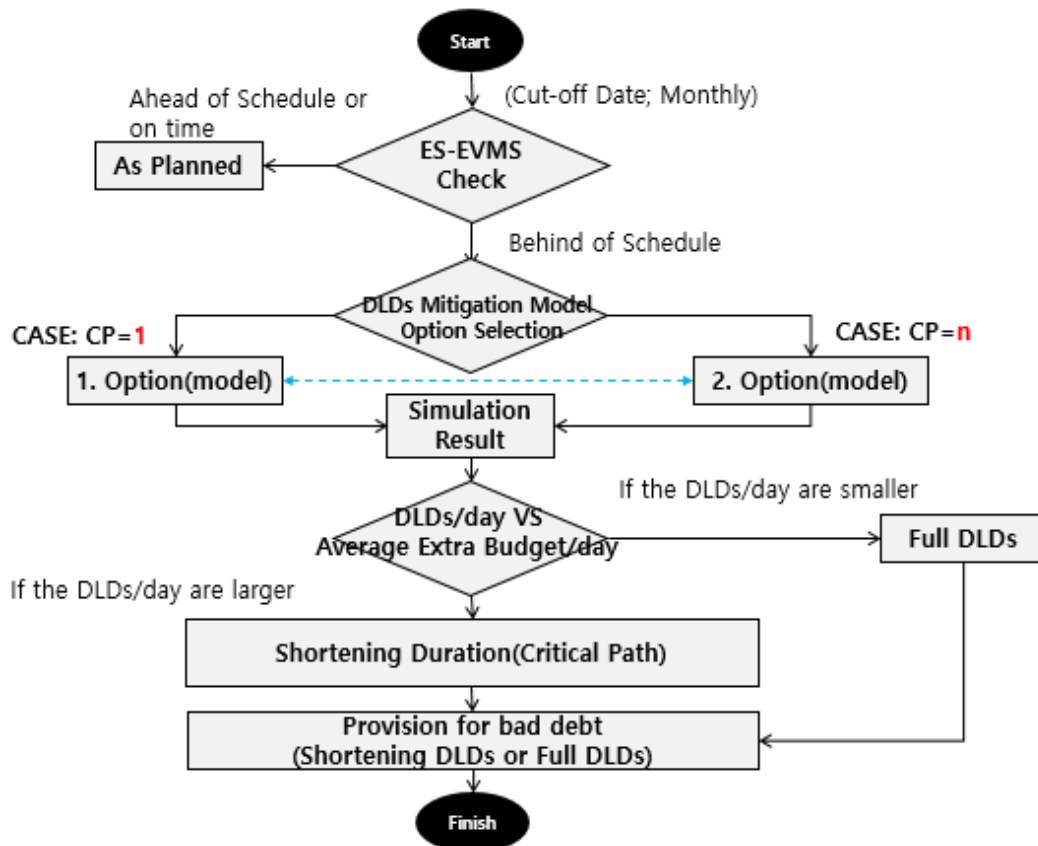 Start
(Cut-off Date; Monthly)
Ahead of Schedule or
on time
As Planned
ES-EVMS
Check
Behind of Schedule
DLDs Mitigation Model
Option Selection
CASE: CP=1
CASE: CP=n
1. Option(model)
2. Option(model)
Simulation
Result
If the DLDs/day are smaller
DLDs/day VS
Average Extra Budget/day
Full DLDs
If the DLDs/day are larger
Shortening Duration(Critical Path)
Provision for bad debt
(Shortening DLDs or Full DLDs)
Finish